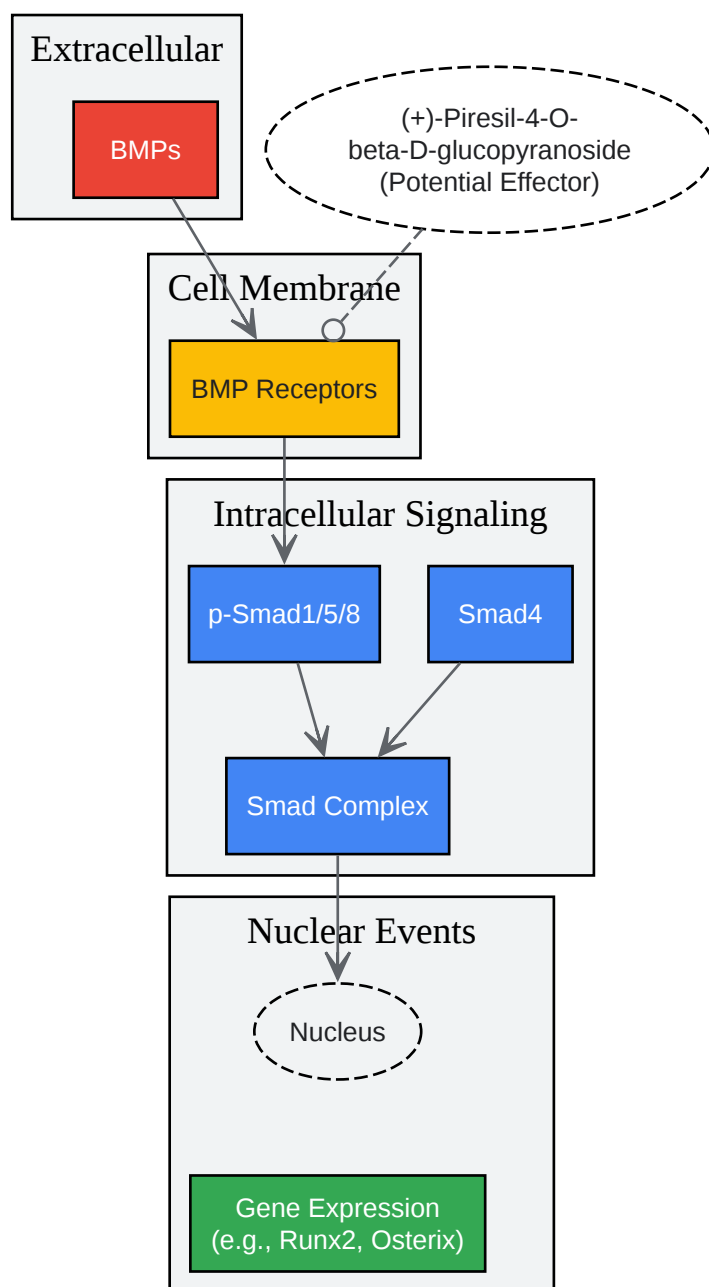 Extracellular
BMPs
(+)-Piresil-4-O-
beta-D-glucopyranoside
(Potential Effector)
Cell Membrane
BMP Receptors
Intracellular Signaling
p-Smad1/5/8
Smad4
Smad Complex
Nuclear Events
Nucleus
Gene Expression
(e.g., Runx2, Osterix)